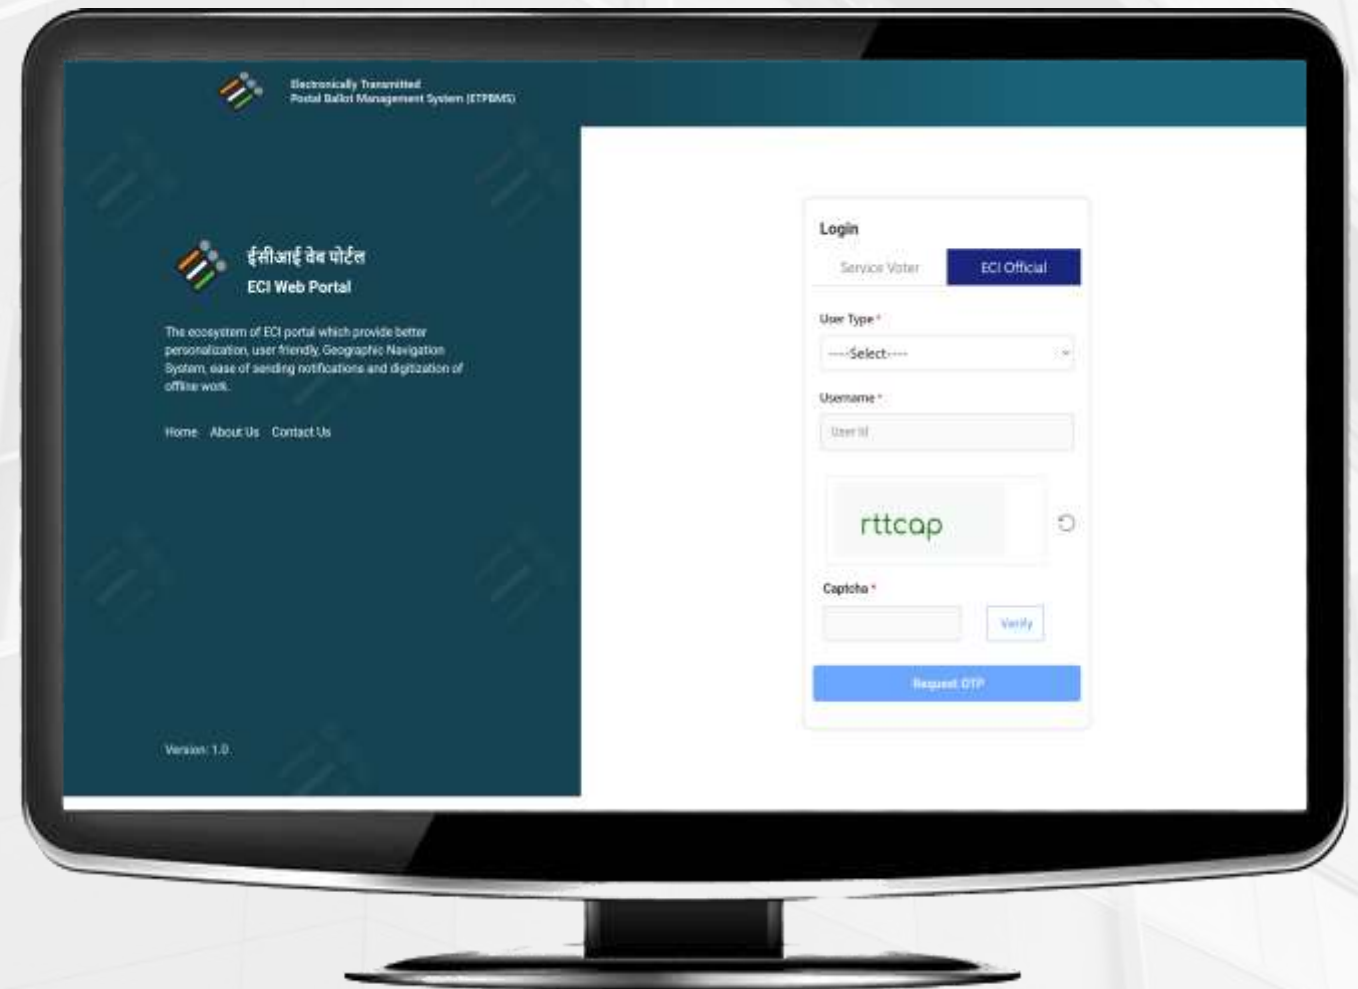 Electronically Transmitted
Postal Ballot Management System (ETPBMS)
ईसीआई वेब पोर्टल
ECI Web Portal
The ecosystem of ECI portal which provide better
personalization, user friendly, Geographic Navigation
System, ease of sending notifications and digitization of
offline work.
Home About Us Contact Us
Version: 1.0
Login
Service Voter ECI Official
User Type *
----Select----
Username *
User Id
rttcap
Captcha *
Verify
Request OTP